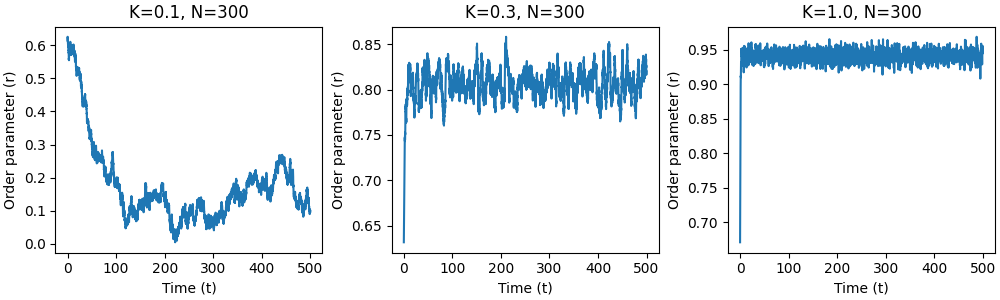 K=0.1, N=300
Order parameter (r)
0.6
0.5
0.4
0.3
0.2
0.1
0.0
0 100 200 300 400 500
Time (t)
K=0.3, N=300
Order parameter (r)
0.85
0.80
0.75
0.70
0.65
0 100 200 300 400 500
Time (t)
K=1.0, N=300
Order parameter (r)
0.95
0.90
0.85
0.80
0.75
0.70
0 100 200 300 400 500
Time (t)